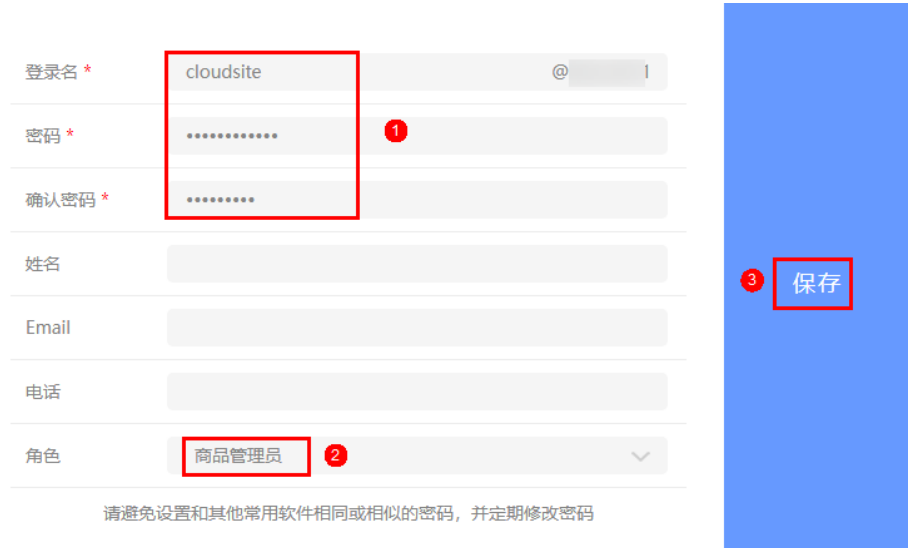 登录名 * cloudsite @ 1
密码 * •••••••••••• 1
确认密码 * •••••••••
姓名
Email
3 保存
电话
角色 商品管理员 2
请避免设置和其他常用软件相同或相似的密码，并定期修改密码